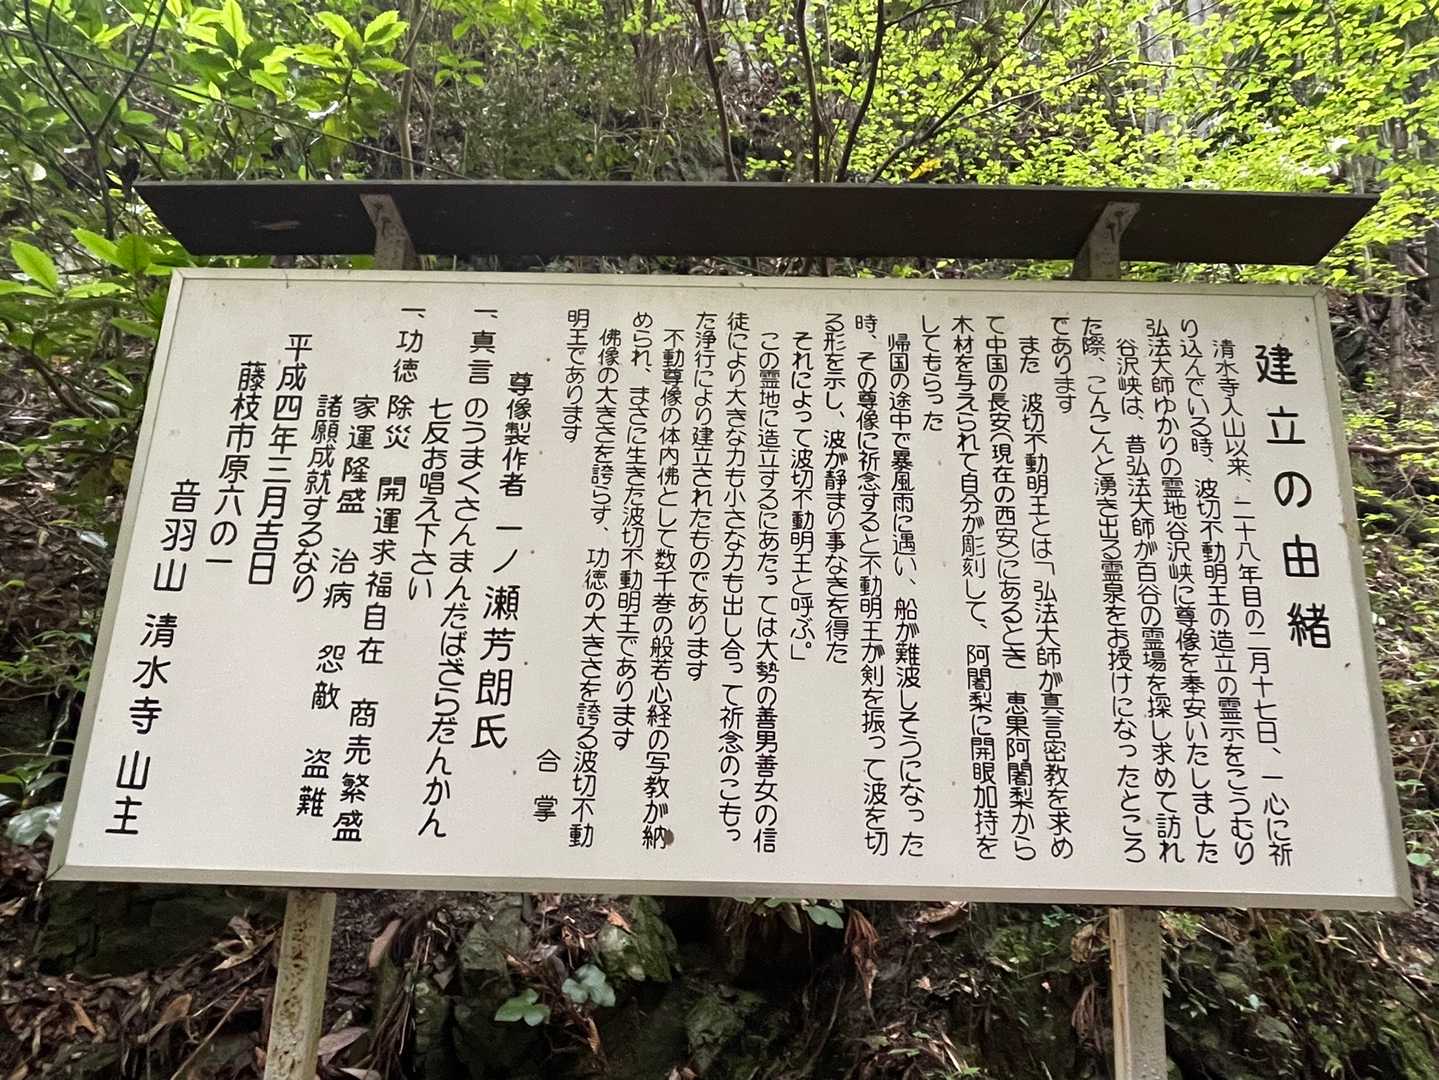 建立の由緒
清水寺入山以来、二十八年目の二月十七日、一心に祈
り込んでいる時、波切不動明王の造立の霊示をこうむり
弘法大師ゆかりの霊地谷沢峡に尊像を奉安いたしました
谷沢峡は、昔弘法大師が百谷の霊場を探し求めて訪れ
た際、こんこんと湧き出る霊泉をお授けになったところ
であります
また 波切不動明王とは「弘法大師が真言密教を求め
て中国の長安(現在の西安)にあるとき 恵果阿闍梨から
木材を与えられて自分が彫刻して、阿闍梨に開眼加持を
してもらった
帰国の途中で暴風雨に遇い、船が難波しそうになった
時、その尊像に祈念すると不動明王が剣を振って波を切
る形を示し、波が静まり事なきを得た
それによって波切不動明王と呼ぶ。」
この霊地に造立するにあたっては大勢の善男善女の信
徒により大きな力も小さな力も出し合って祈念のこもっ
た浄行により建立されたものであります
不動尊像の体内佛として数千巻の般若心経の写教が納
められ、まさに生きた波切不動明王であります
佛像の大きさを誇らず、功徳の大きさを誇る波切不動
明王であります
合掌
尊像製作者 一ノ瀬芳朗氏
一、真言 のうまくさんまんだばざらだんかん
七反お唱え下さい
一、功徳 除災 開運求福自在 商売繁盛
家運隆盛 治病 怨敵 盗難
諸願成就するなり
平成四年三月吉日
藤枝市原六の一
音羽山 清水寺 山主